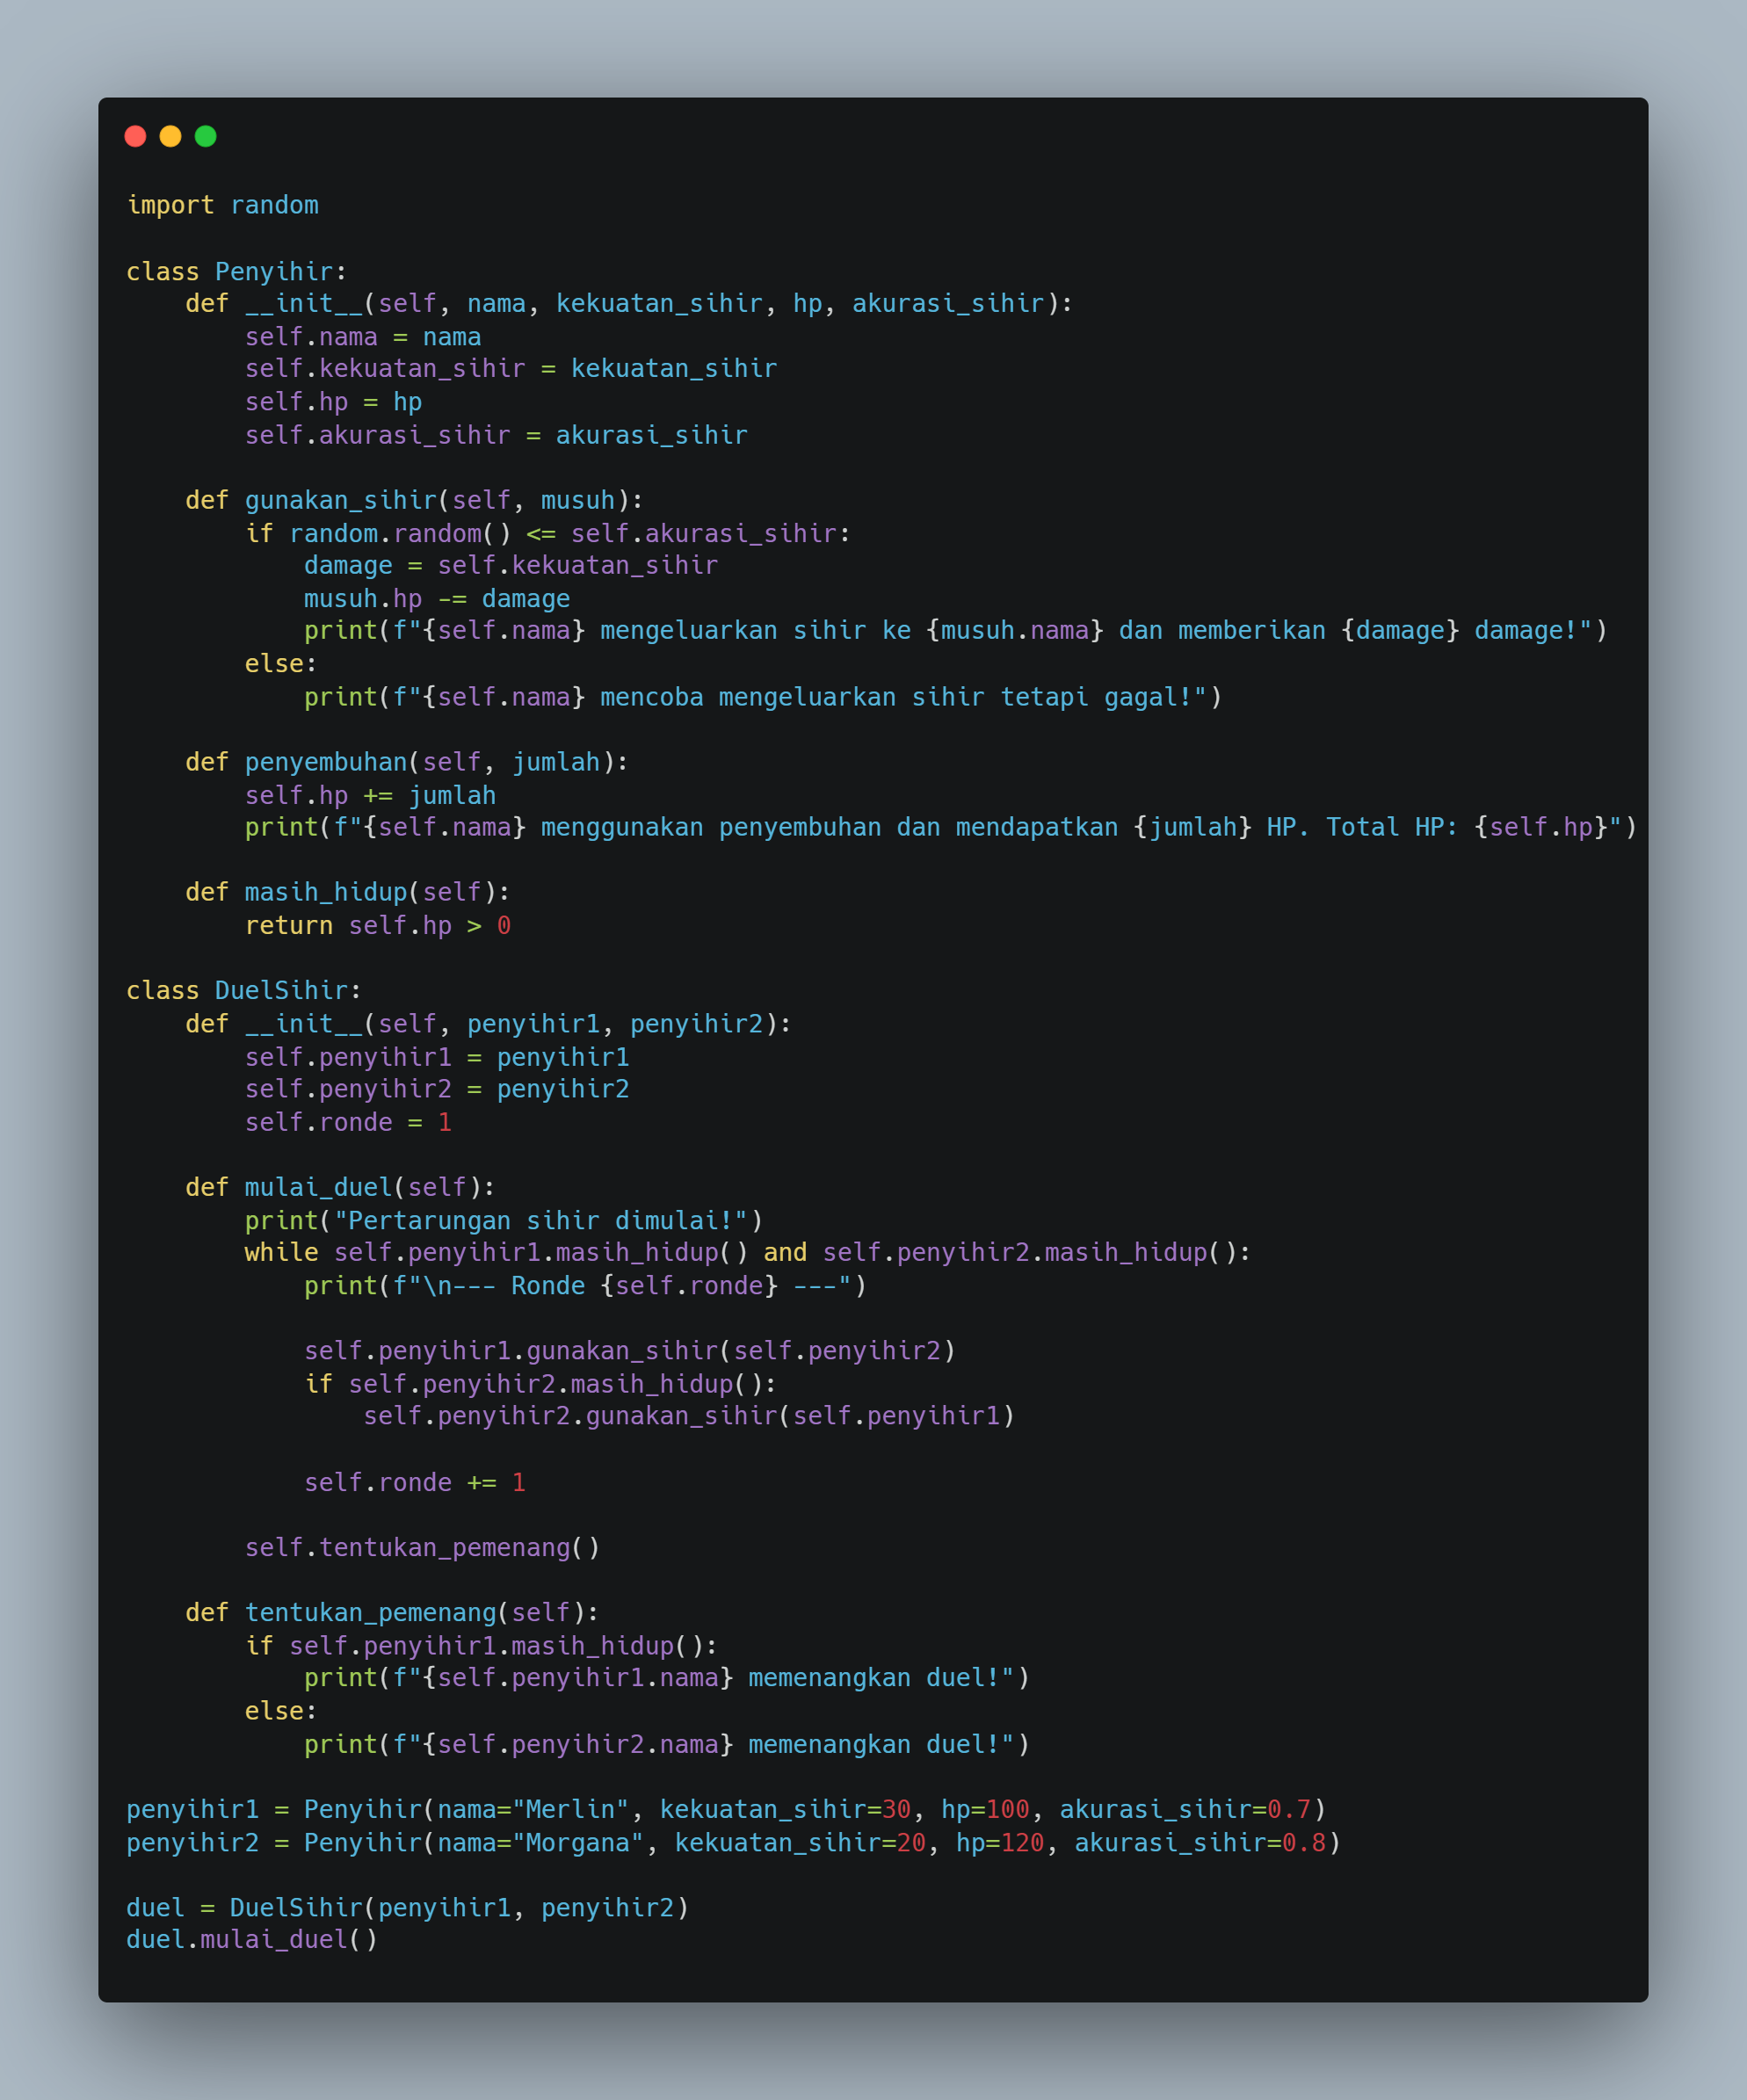 import random

class Penyihir:
    def __init__(self, nama, kekuatan_sihir, hp, akurasi_sihir):
        self.nama = nama
        self.kekuatan_sihir = kekuatan_sihir
        self.hp = hp
        self.akurasi_sihir = akurasi_sihir

    def gunakan_sihir(self, musuh):
        if random.random() <= self.akurasi_sihir:
            damage = self.kekuatan_sihir
            musuh.hp -= damage
            print(f"{self.nama} mengeluarkan sihir ke {musuh.nama} dan memberikan {damage} damage!")
        else:
            print(f"{self.nama} mencoba mengeluarkan sihir tetapi gagal!")

    def penyembuhan(self, jumlah):
        self.hp += jumlah
        print(f"{self.nama} menggunakan penyembuhan dan mendapatkan {jumlah} HP. Total HP: {self.hp}")

    def masih_hidup(self):
        return self.hp > 0

class DuelSihir:
    def __init__(self, penyihir1, penyihir2):
        self.penyihir1 = penyihir1
        self.penyihir2 = penyihir2
        self.ronde = 1

    def mulai_duel(self):
        print("Pertarungan sihir dimulai!")
        while self.penyihir1.masih_hidup() and self.penyihir2.masih_hidup():
            print(f"\n--- Ronde {self.ronde} ---")

            self.penyihir1.gunakan_sihir(self.penyihir2)
            if self.penyihir2.masih_hidup():
                self.penyihir2.gunakan_sihir(self.penyihir1)

            self.ronde += 1

        self.tentukan_pemenang()

    def tentukan_pemenang(self):
        if self.penyihir1.masih_hidup():
            print(f"{self.penyihir1.nama} memenangkan duel!")
        else:
            print(f"{self.penyihir2.nama} memenangkan duel!")

penyihir1 = Penyihir(nama="Merlin", kekuatan_sihir=30, hp=100, akurasi_sihir=0.7)
penyihir2 = Penyihir(nama="Morgana", kekuatan_sihir=20, hp=120, akurasi_sihir=0.8)

duel = DuelSihir(penyihir1, penyihir2)
duel.mulai_duel()